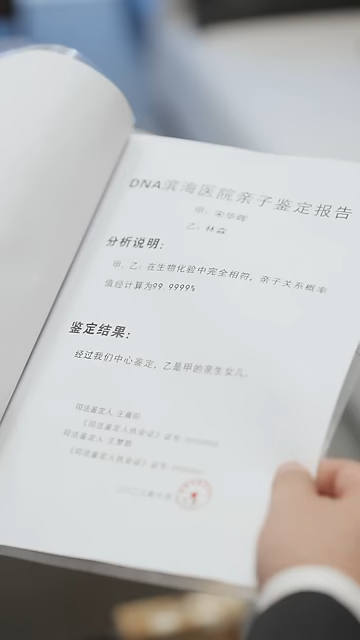 DNA滨海医院亲子鉴定报告
甲：宋华辉
乙：林淼
分析说明：
甲、乙：在生物化验中完全相符，亲子关系概率
值经计算为99.9999%
鉴定结果：
经过我们中心鉴定，乙是甲的亲生女儿。
司法鉴定人
《司法鉴定人执业证》证号
司法鉴定人 王梦凯
《司法鉴定人执业证》证号